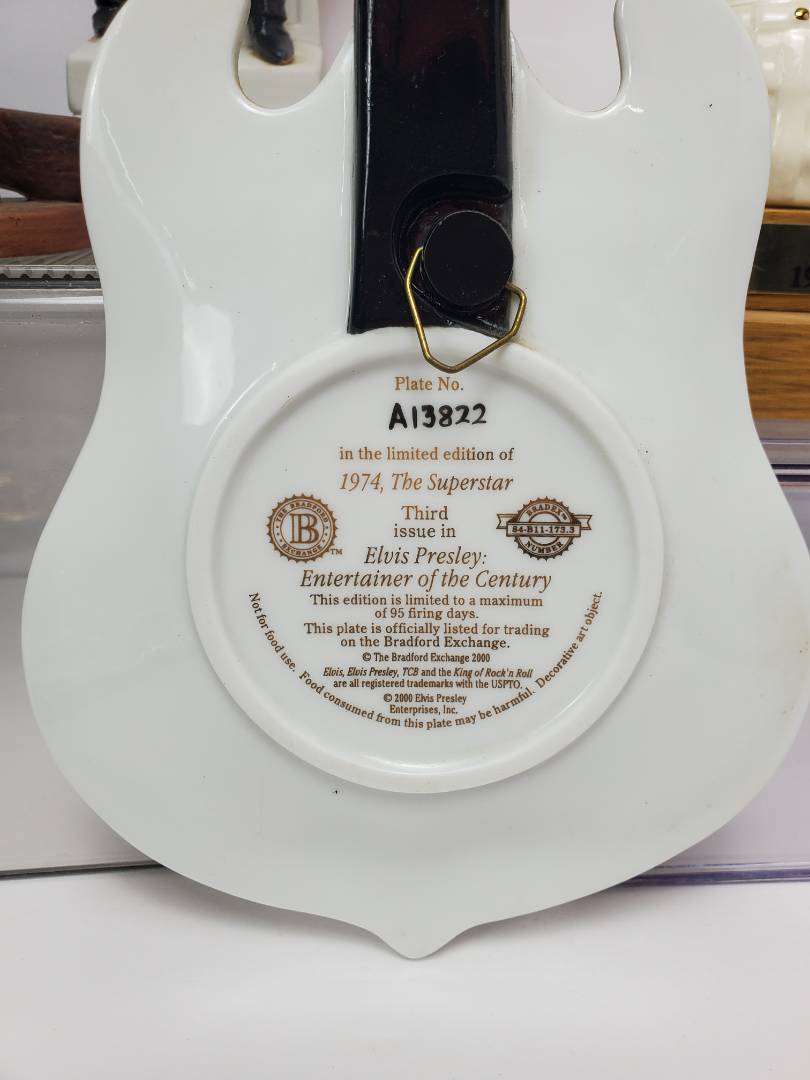 Plate No.
A13822
in the limited edition of
1974, The Superstar
Third
issue in
Elvis Presley:
Entertainer of the Century
This edition is limited to a maximum
of 95 firing days.
This plate is officially listed for trading
on the Bradford Exchange.
© The Bradford Exchange 2000
Elvis, Elvis Presley, TCB and the King of Rock'n Roll
are all registered trademarks with the USPTO.
© 2000 Elvis Presley
Enterprises, Inc.
Not for food use. Food consumed from this plate may be harmful. Decorative art object.
THE BRADFORD
B
EXCHANGE
TM
BRADEX
84-B11-173.3
NUMBER